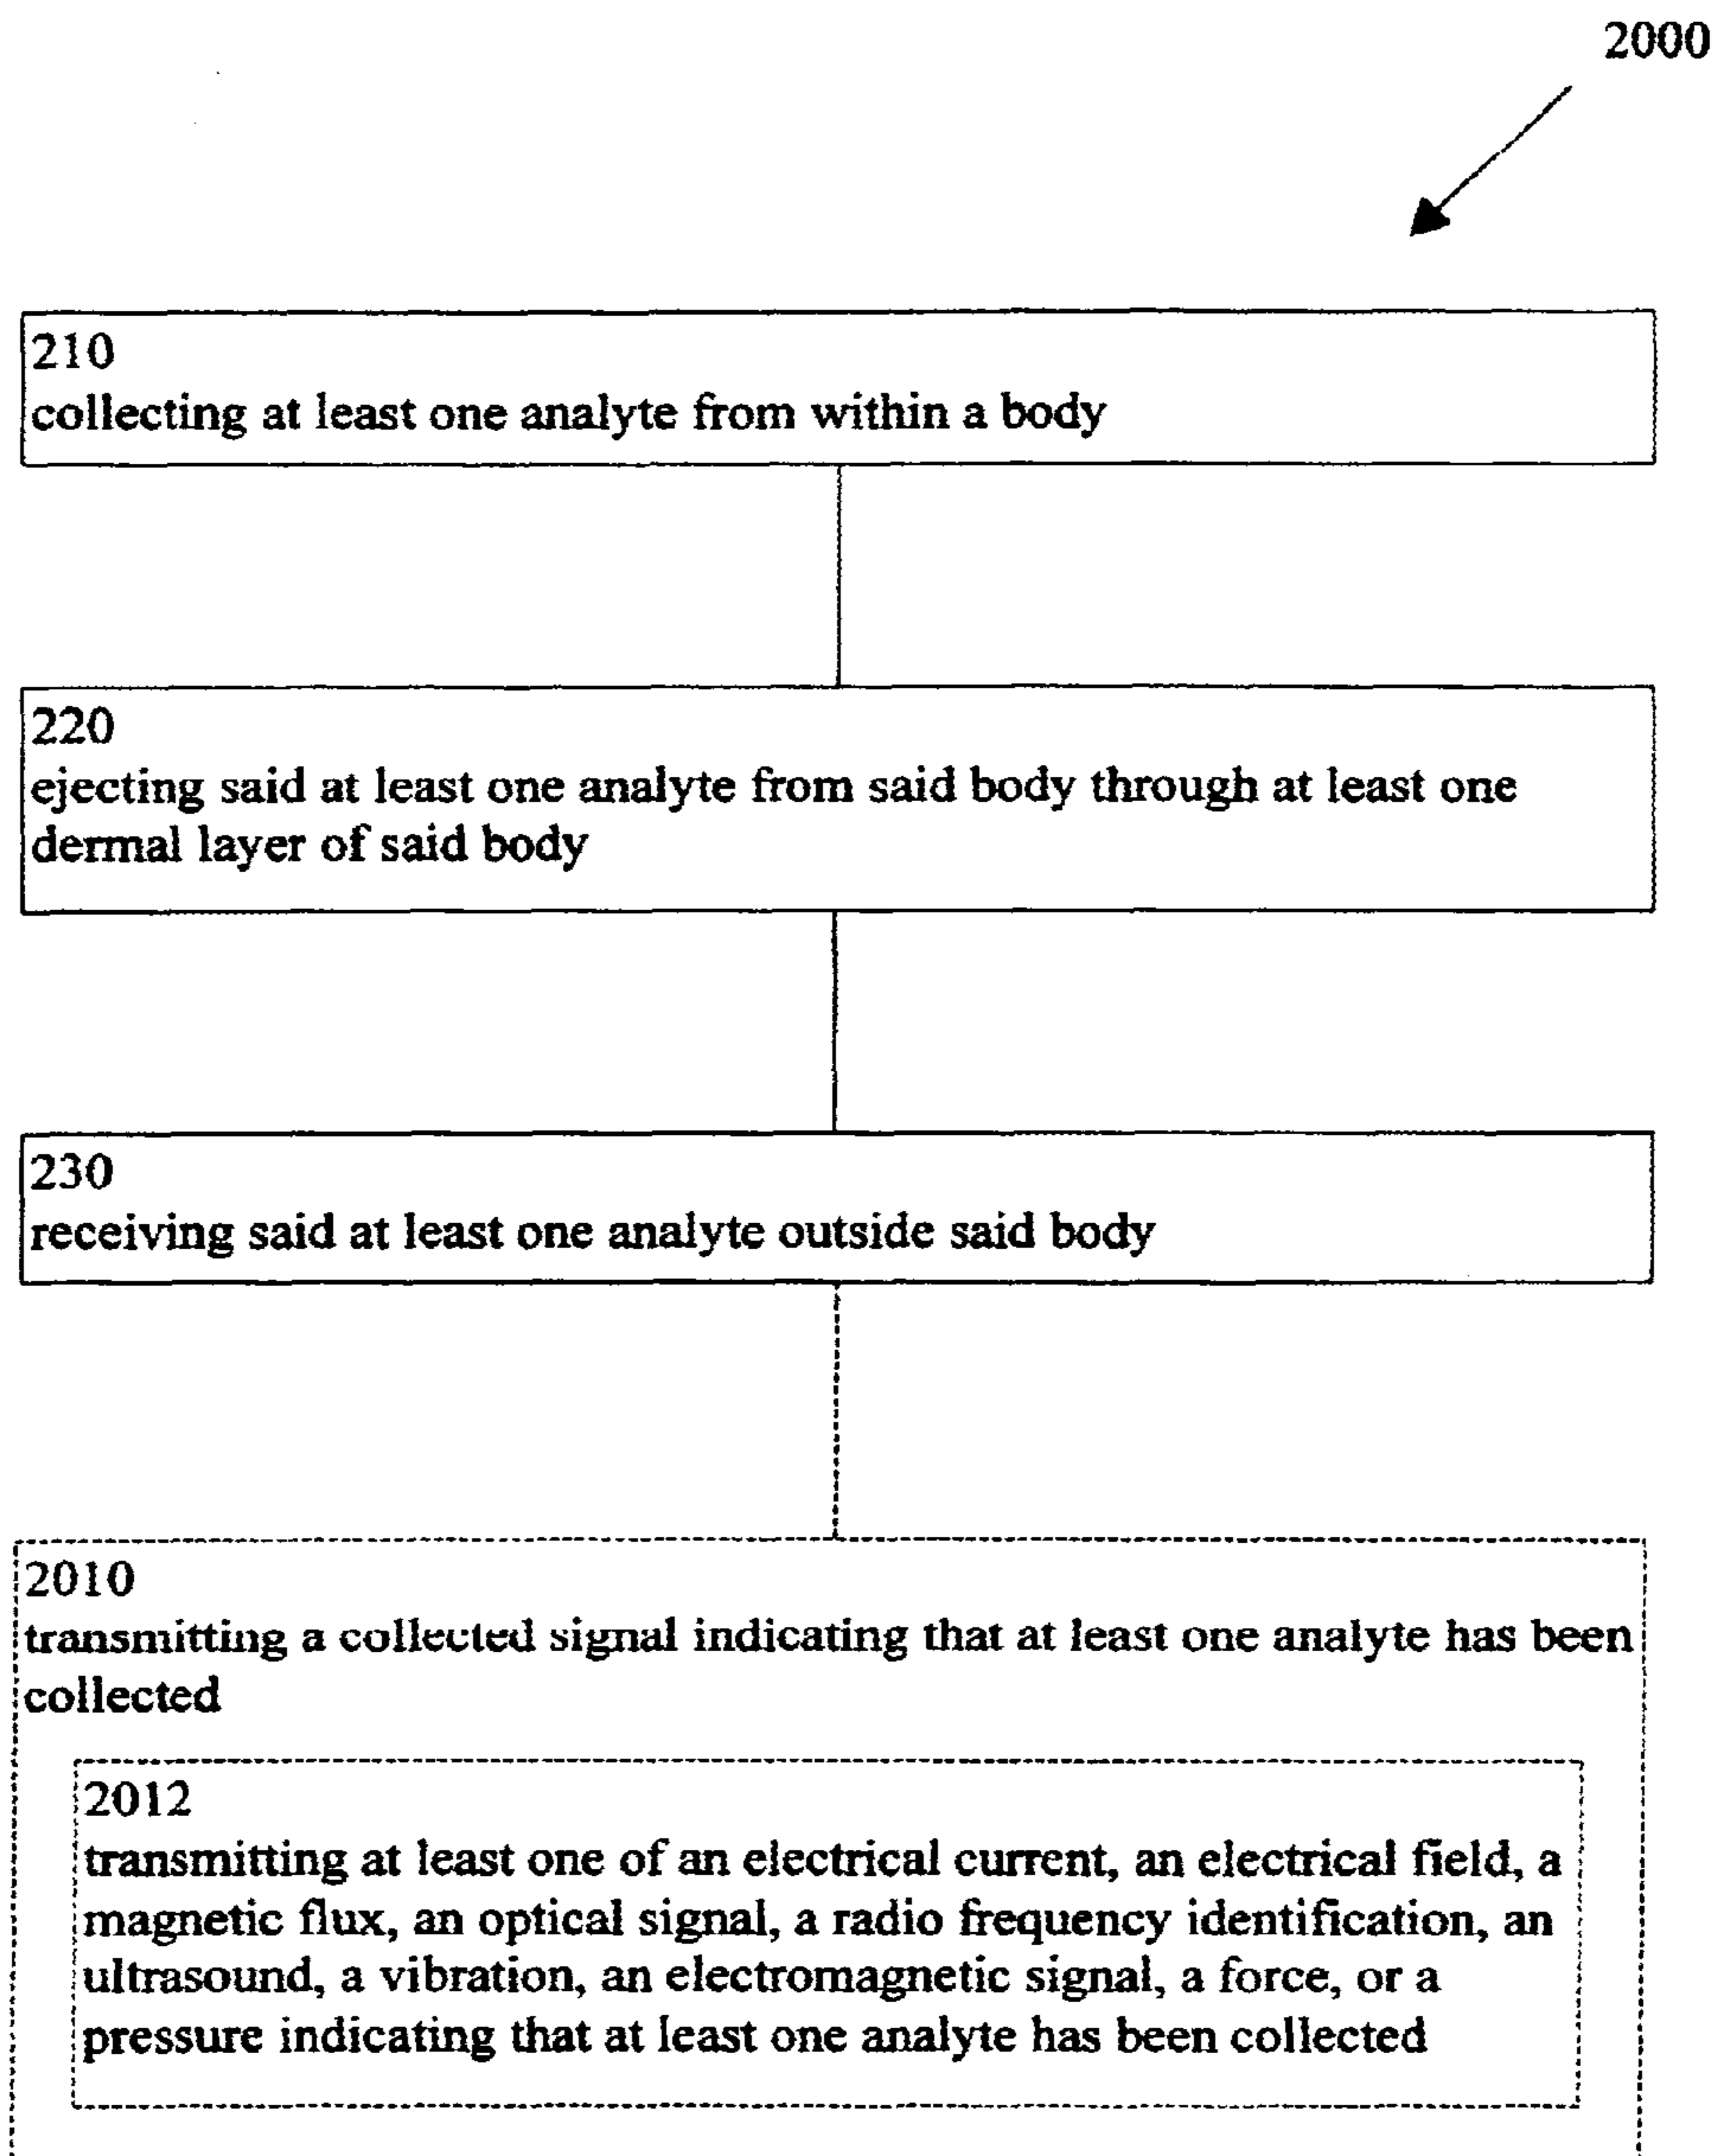 2000
210
collecting at least one analyte from within a body
220
ejecting said at least one analyte from said body through at least one
dermal layer of said body
230
receiving said at least one analyte outside said body
2010
transmitting a collected signal indicating that at least one analyte has been
collected
2012
transmitting at least one of an electrical current, an electrical field, a
magnetic flux, an optical signal, a radio frequency identification, an
ultrasound, a vibration, an electromagnetic signal, a force, or a
pressure indicating that at least one analyte has been collected